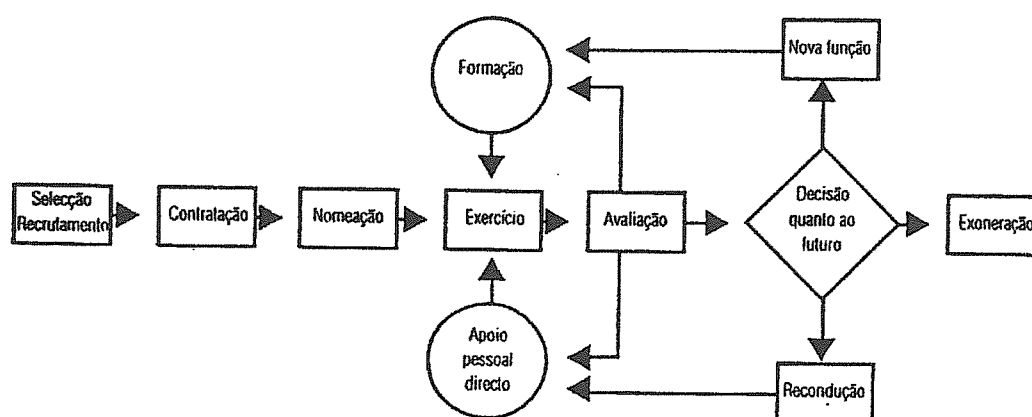 Formação
Nova função
Selecção
Recrutamento
Contratação
Nomeação
Exercício
Avaliação
Decisão
quanto ao
futuro
Exoneração
Apoio
pessoal
directo
Recondução